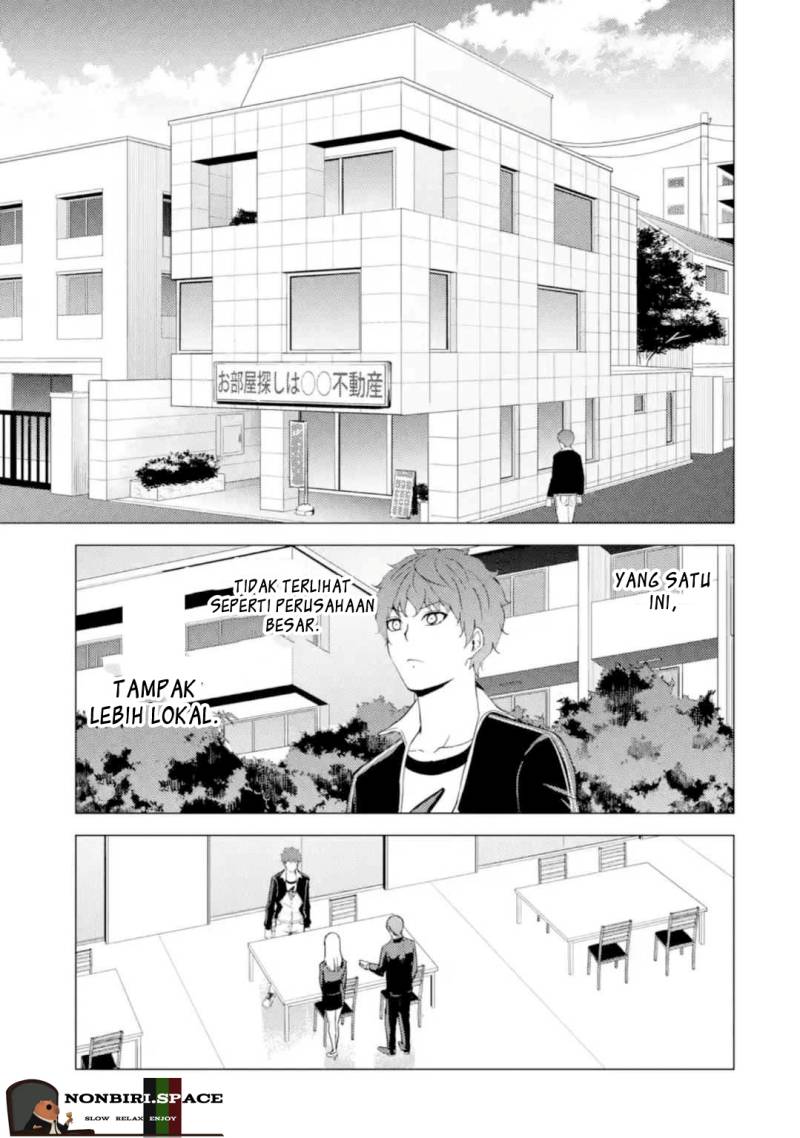 お部屋探しは○○不動産
YANG SATU
INI,
TIDAK TERLIHAT
SEPERTI PERUSAHAAN
BESAR.
TAMPAK
LEBIH LOKAL.
NONBIRI.SPACE
SLOW RELAX ENJOY